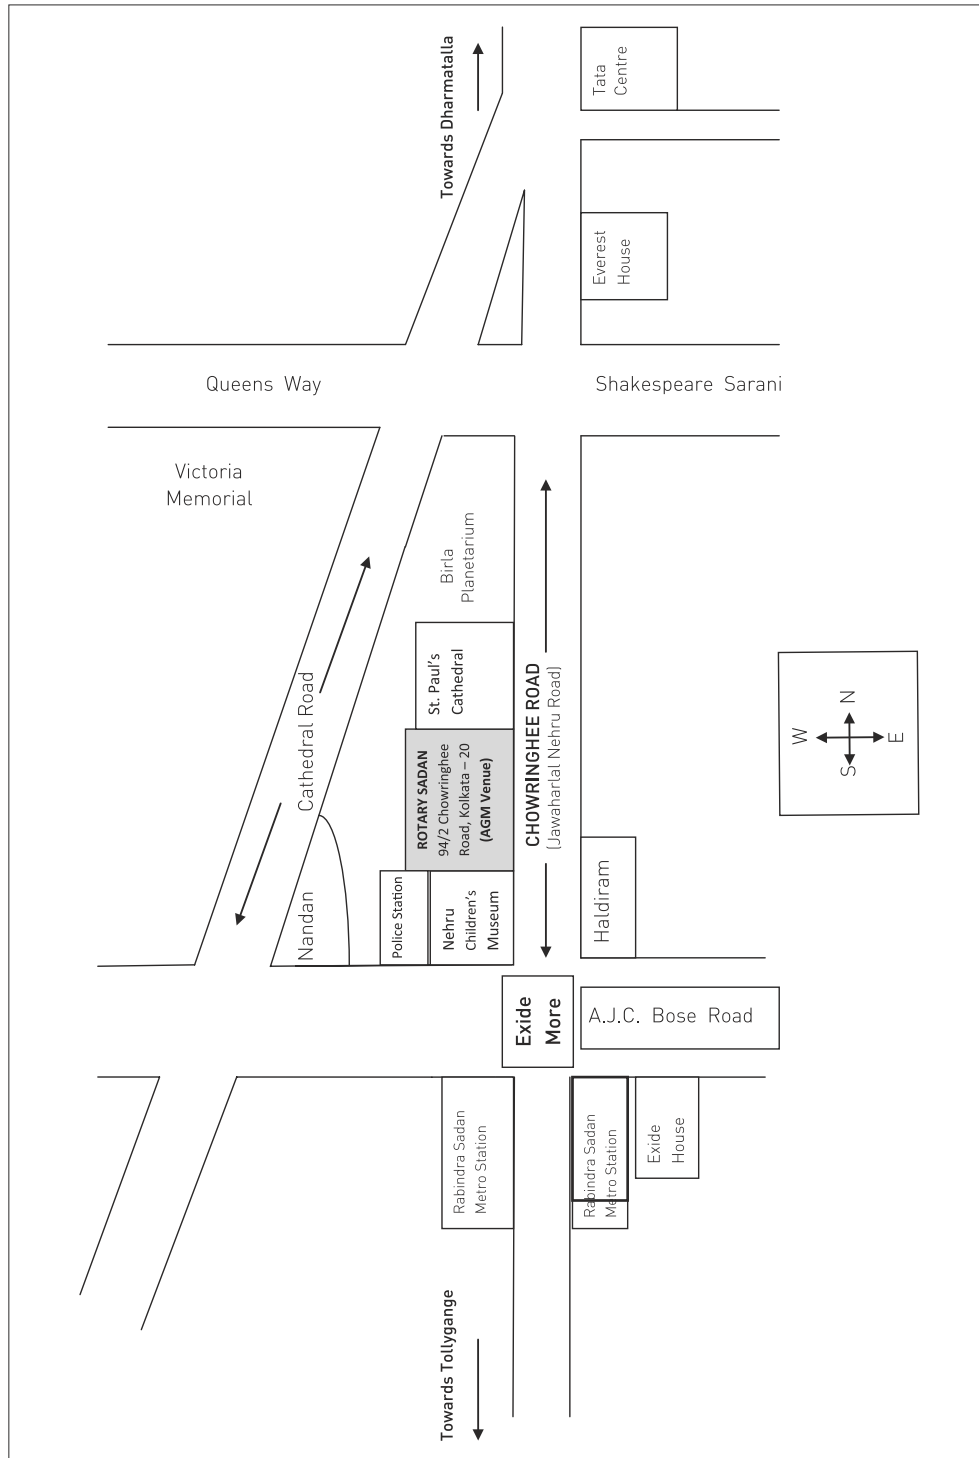 Towards Dharmatalla
Tata
Centre
Everest
House
Queens Way
Shakespeare Sarani
Victoria
Memorial
Birla
Planetarium
St. Paul's
Cathedral
Cathedral Road
ROTARY SADAN
94/2 Chowringhee
Road, Kolkata – 20
(AGM Venue)
CHOWRINGHEE ROAD
(Jawaharlal Nehru Road)
W
N
S
E
Nandan
Police Station
Nehru
Children's
Museum
Haldiram
Exide
More
A.J.C. Bose Road
Rabindra Sadan
Metro Station
Rabindra Sadan
Metro Station
Exide
House
Towards Tollygange